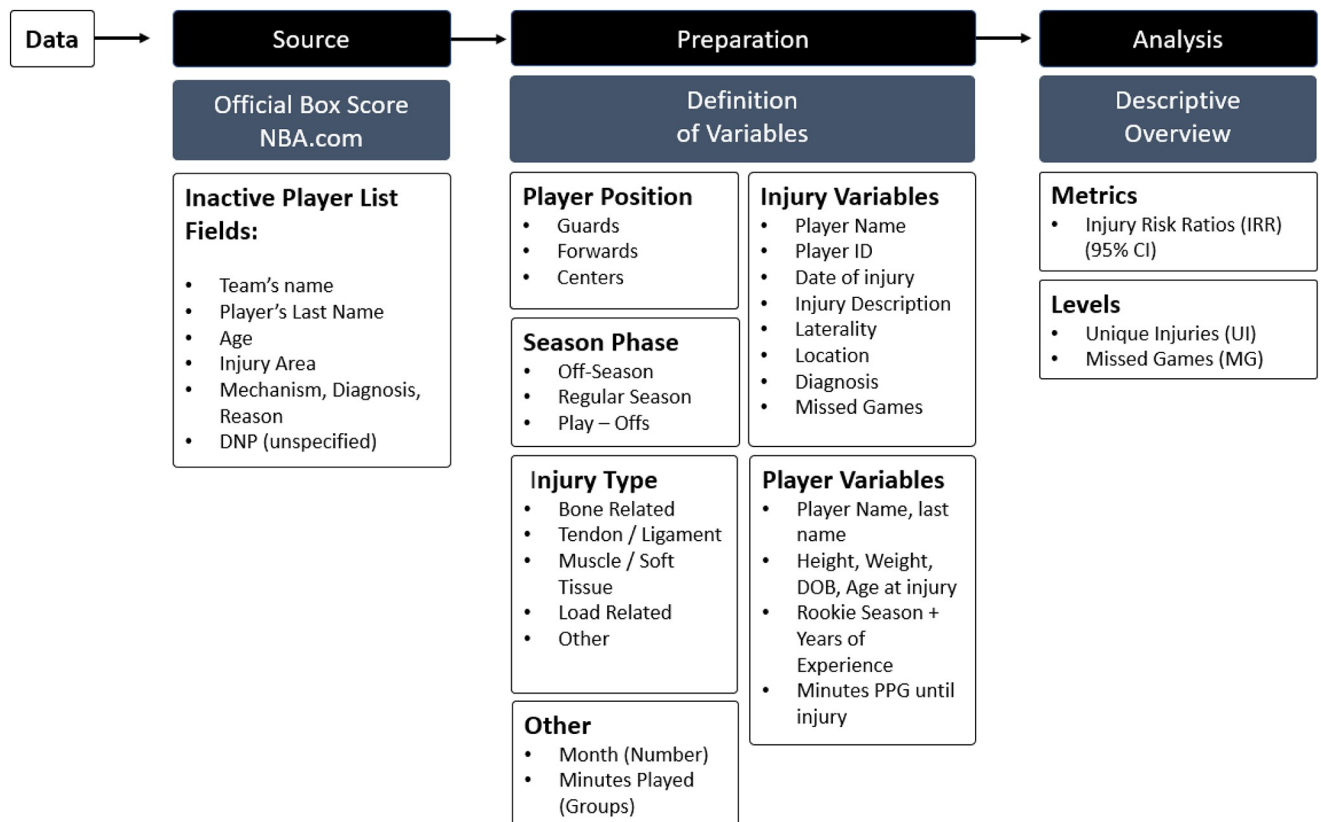 Data
Source
Preparation
Analysis
Official Box Score
NBA.com
Definition
of Variables
Descriptive
Overview
Inactive Player List
Fields:
• Team's name
• Player's Last Name
• Age
• Injury Area
• Mechanism, Diagnosis,
Reason
• DNP (unspecified)
Player Position
• Guards
• Forwards
• Centers
Season Phase
• Off-Season
• Regular Season
• Play – Offs
Injury Type
• Bone Related
• Tendon / Ligament
• Muscle / Soft
Tissue
• Load Related
• Other
Other
• Month (Number)
• Minutes Played
(Groups)
Injury Variables
• Player Name
• Player ID
• Date of injury
• Injury Description
• Laterality
• Location
• Diagnosis
• Missed Games
Player Variables
• Player Name, last
name
• Height, Weight,
DOB, Age at injury
• Rookie Season +
Years of
Experience
• Minutes PPG until
injury
Metrics
• Injury Risk Ratios (IRR)
(95% CI)
Levels
• Unique Injuries (UI)
• Missed Games (MG)